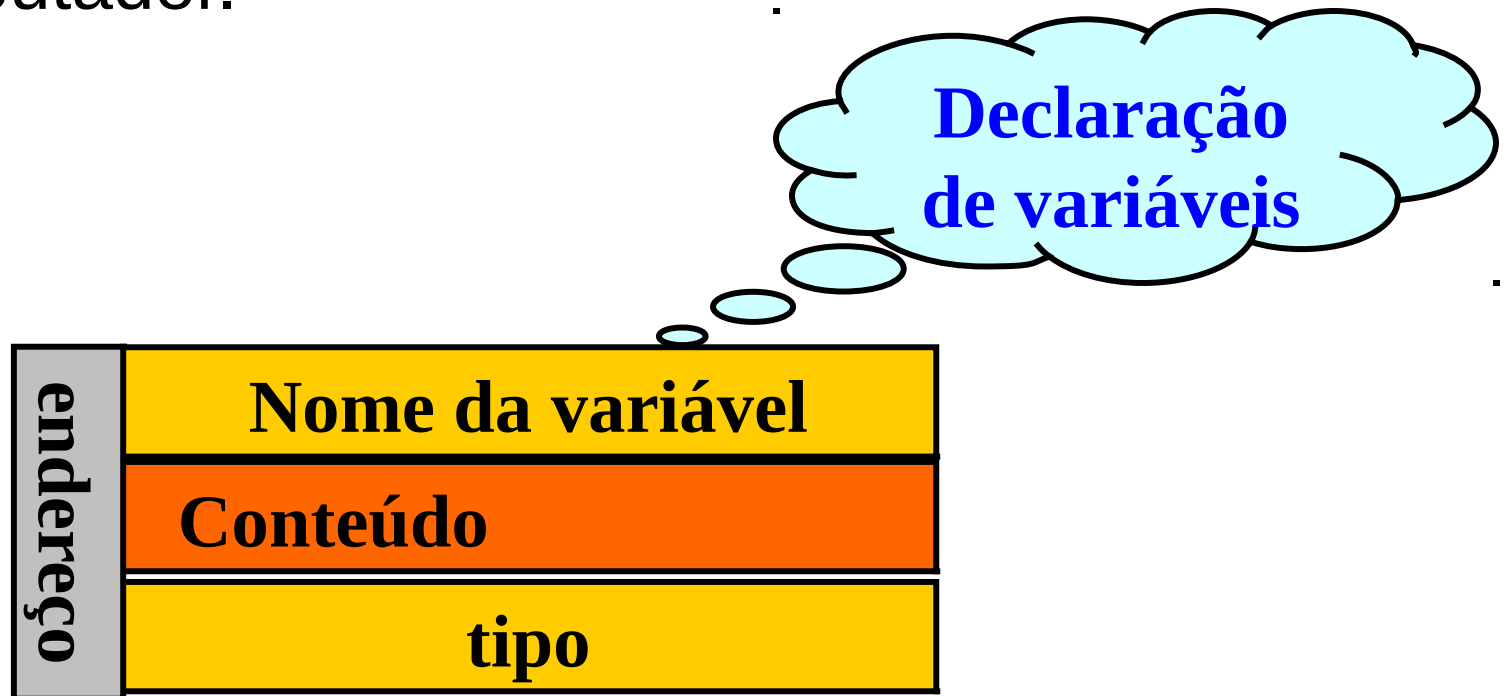 Declaração
de variáveis
endereço
Nome da variável
Conteúdo
tipo